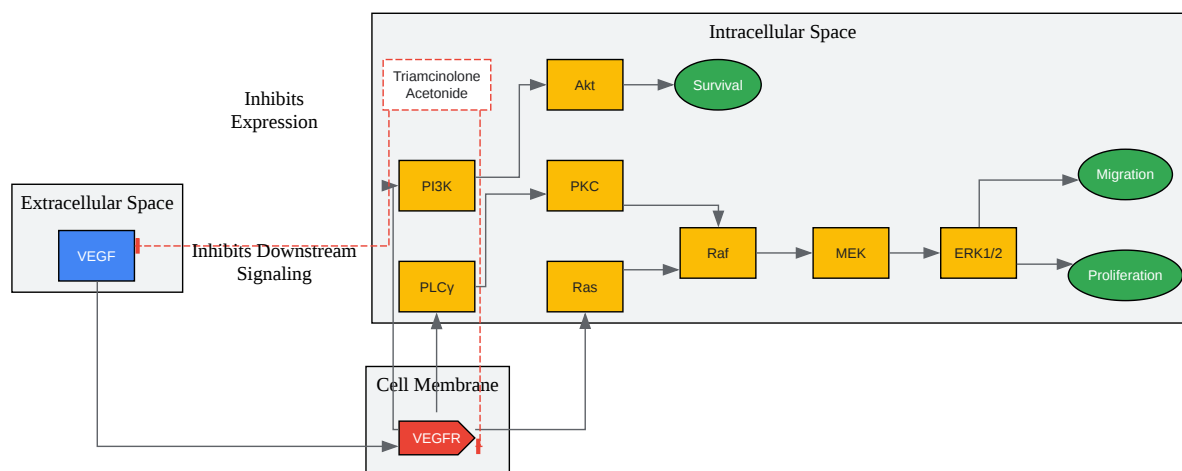 Intracellular Space
Triamcinolone
Acetonide
Akt
Survival
Inhibits
Expression
PI3K
PKC
Migration
Extracellular Space
VEGF
Inhibits Downstream
Signaling
Raf
MEK
ERK1/2
PLCγ
Ras
Proliferation
Cell Membrane
VEGFR